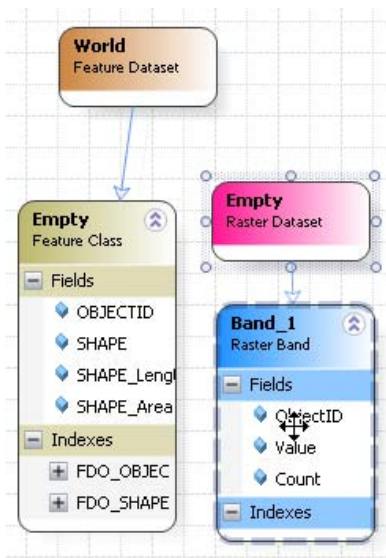 World
Feature Dataset
Empty
Feature Class
Fields
OBJECTID
SHAPE
SHAPE_Lengt
SHAPE_Area
Indexes
FDO_OBJEC
FDO_SHAPE
Empty
Raster Dataset
Band_1
Raster Band
Fields
ObjectID
Value
Count
Indexes